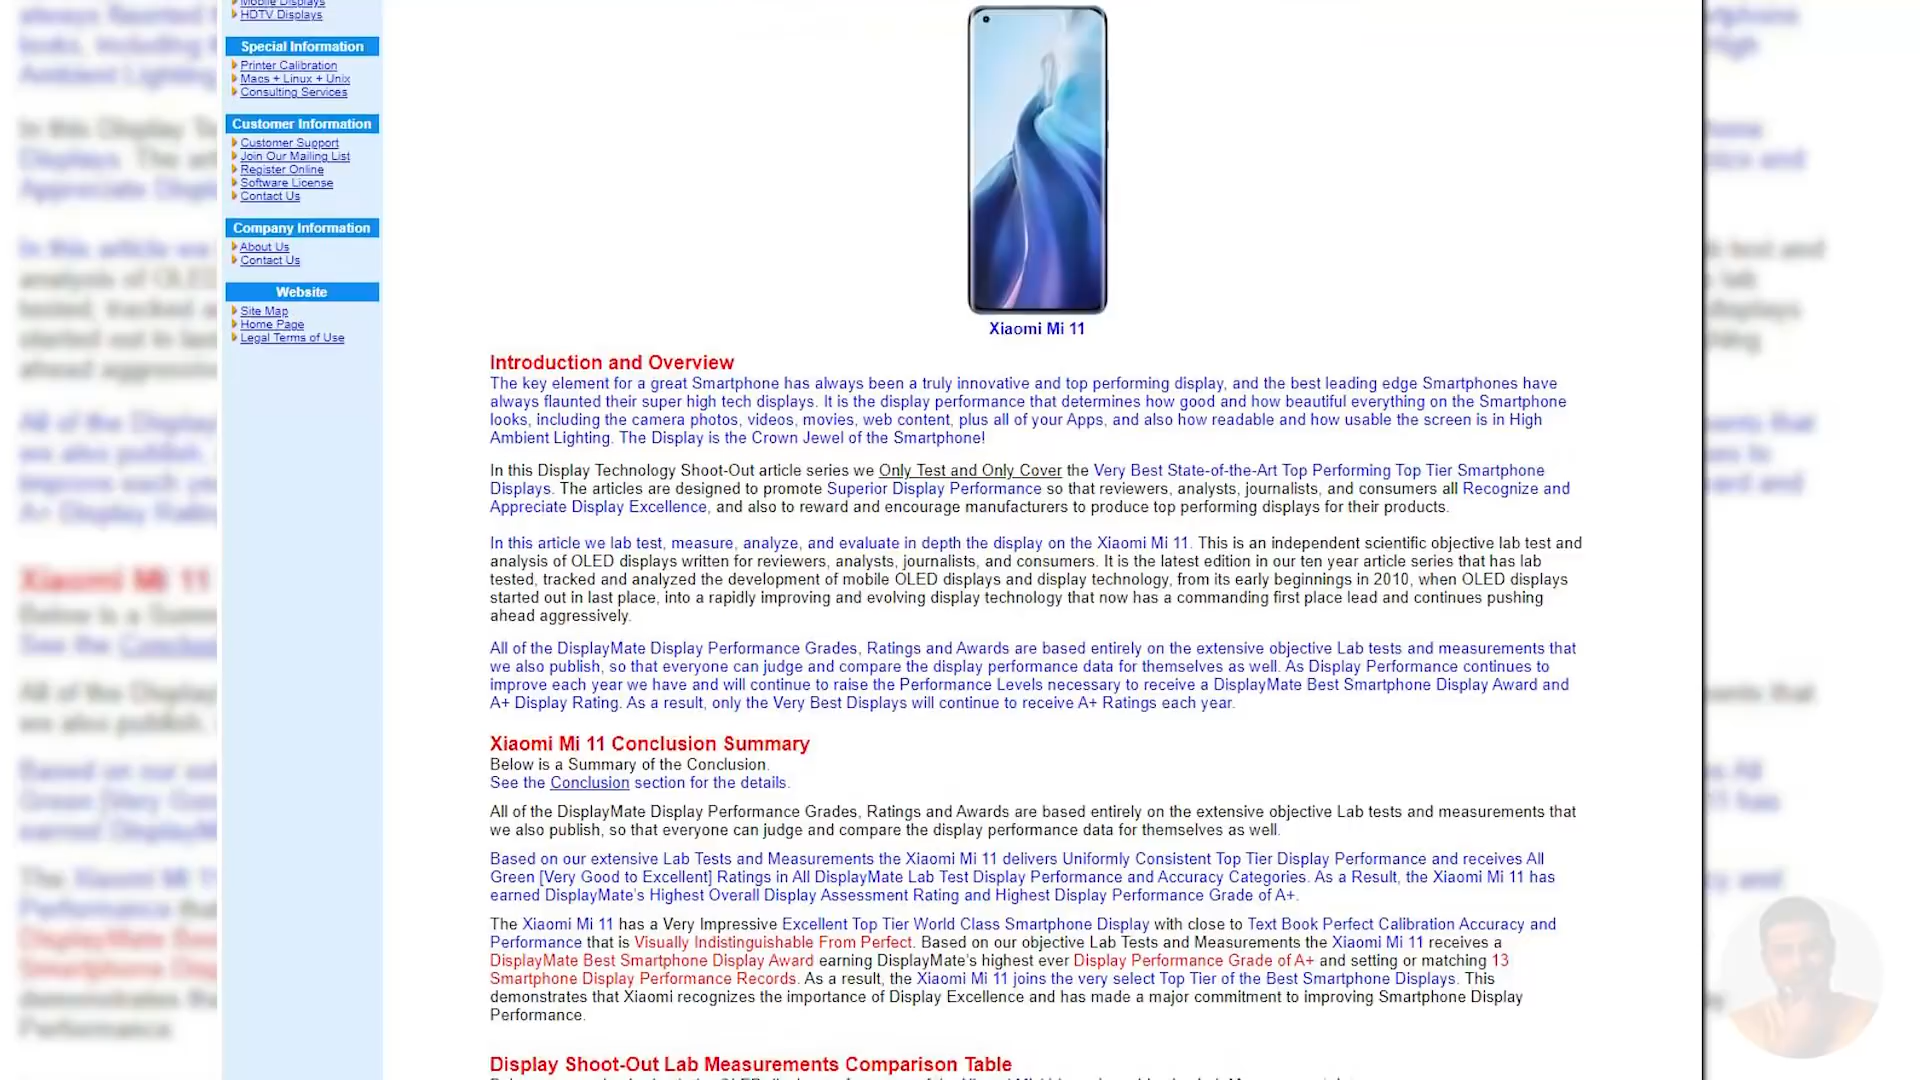 Mobile Displays
HDTV Displays
Special Information
Printer Calibration
Macs + Linux + Unix
Consulting Services
Customer Information
Customer Support
Join Our Mailing List
Register Online
Software License
Contact Us
Company Information
About Us
Contact Us
Website
Site Map
Home Page
Legal Terms of Use
Xiaomi Mi 11
Introduction and Overview
The key element for a great Smartphone has always been a truly innovative and top performing display, and the best leading edge Smartphones have
always flaunted their super high tech displays. It is the display performance that determines how good and how beautiful everything on the Smartphone
looks, including the camera photos, videos, movies, web content, plus all of your Apps, and also how readable and how usable the screen is in High
Ambient Lighting. The Display is the Crown Jewel of the Smartphone!
In this Display Technology Shoot-Out article series we Only Test and Only Cover the Very Best State-of-the-Art Top Performing Top Tier Smartphone
Displays. The articles are designed to promote Superior Display Performance so that reviewers, analysts, journalists, and consumers all Recognize and
Appreciate Display Excellence, and also to reward and encourage manufacturers to produce top performing displays for their products.
In this article we lab test, measure, analyze, and evaluate in depth the display on the Xiaomi Mi 11. This is an independent scientific objective lab test and
analysis of OLED displays written for reviewers, analysts, journalists, and consumers. It is the latest edition in our ten year article series that has lab
tested, tracked and analyzed the development of mobile OLED displays and display technology, from its early beginnings in 2010, when OLED displays
started out in last place, into a rapidly improving and evolving display technology that now has a commanding first place lead and continues pushing
ahead aggressively.
All of the DisplayMate Display Performance Grades, Ratings and Awards are based entirely on the extensive objective Lab tests and measurements that
we also publish, so that everyone can judge and compare the display performance data for themselves as well. As Display Performance continues to
improve each year we have and will continue to raise the Performance Levels necessary to receive a DisplayMate Best Smartphone Display Award and
A+ Display Rating. As a result, only the Very Best Displays will continue to receive A+ Ratings each year.
Xiaomi Mi 11 Conclusion Summary
Below is a Summary of the Conclusion.
See the Conclusion section for the details.
All of the DisplayMate Display Performance Grades, Ratings and Awards are based entirely on the extensive objective Lab tests and measurements that
we also publish, so that everyone can judge and compare the display performance data for themselves as well.
Based on our extensive Lab Tests and Measurements the Xiaomi Mi 11 delivers Uniformly Consistent Top Tier Display Performance and receives All
Green [Very Good to Excellent] Ratings in All DisplayMate Lab Test Display Performance and Accuracy Categories. As a Result, the Xiaomi Mi 11 has
earned DisplayMate's Highest Overall Display Assessment Rating and Highest Display Performance Grade of A+.
The Xiaomi Mi 11 has a Very Impressive Excellent Top Tier World Class Smartphone Display with close to Text Book Perfect Calibration Accuracy and
Performance that is Visually Indistinguishable From Perfect. Based on our objective Lab Tests and Measurements the Xiaomi Mi 11 receives a
DisplayMate Best Smartphone Display Award earning DisplayMate's highest ever Display Performance Grade of A+ and setting or matching 13
Smartphone Display Performance Records. As a result, the Xiaomi Mi 11 joins the very select Top Tier of the Best Smartphone Displays. This
demonstrates that Xiaomi recognizes the importance of Display Excellence and has made a major commitment to improving Smartphone Display
Performance.
Display Shoot-Out Lab Measurements Comparison Table